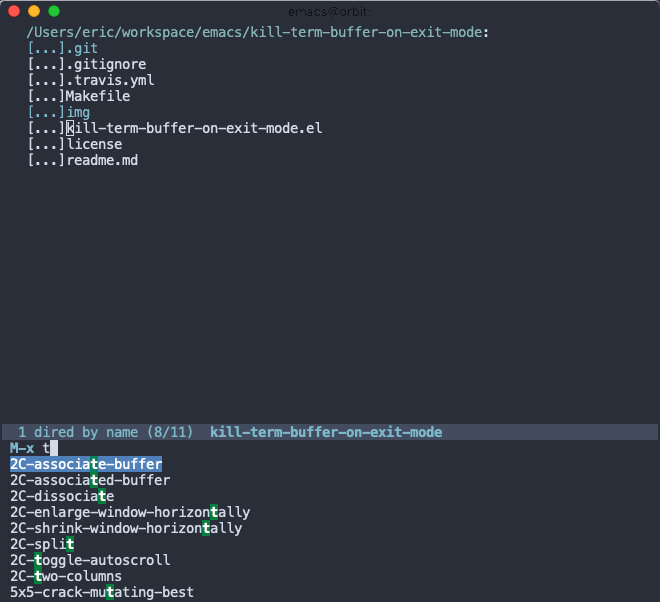 emacs@orbit:
/Users/eric/workspace/emacs/kill-term-buffer-on-exit-mode:
[...].git
[...].gitignore
[...].travis.yml
[...]Makefile
[...]img
[...]kill-term-buffer-on-exit-mode.el
[...]license
[...]readme.md
1 dired by name (8/11)  kill-term-buffer-on-exit-mode
M-x t
2C-associate-buffer
2C-associated-buffer
2C-dissociate
2C-enlarge-window-horizontally
2C-shrink-window-horizontally
2C-split
2C-toggle-autoscroll
2C-two-columns
5x5-crack-mutating-best